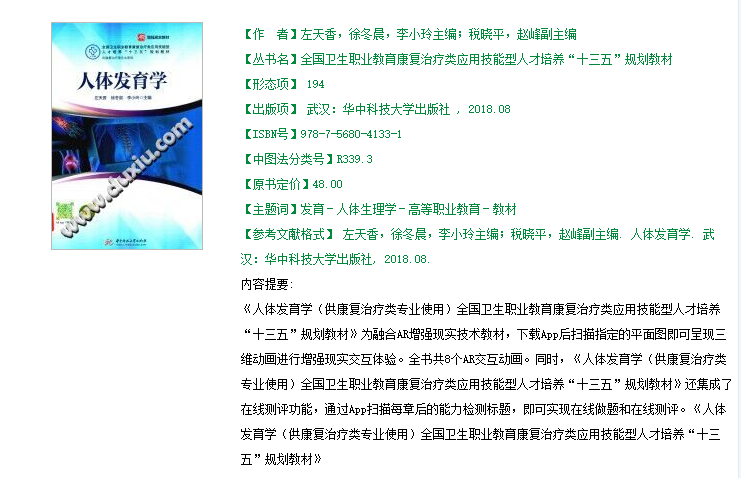 人体发育学
左天香 徐冬晨 李小玲 主编
www.duxiu.com
华中科技大学出版社
【作　者】左天香，徐冬晨，李小玲主编；税晓平，赵峰副主编
【丛书名】全国卫生职业教育康复治疗类应用技能型人才培养“十三五”规划教材
【形态项】 194
【出版项】 武汉：华中科技大学出版社 , 2018.08
【ISBN号】978-7-5680-4133-1
【中图法分类号】R339.3
【原书定价】48.00
【主题词】发育-人体生理学-高等职业教育-教材
【参考文献格式】 左天香，徐冬晨，李小玲主编；税晓平，赵峰副主编. 人体发育学. 武
汉：华中科技大学出版社, 2018.08.
内容提要:
《人体发育学（供康复治疗类专业使用）全国卫生职业教育康复治疗类应用技能型人才培养
“十三五”规划教材》为融合AR增强现实技术教材，下载App后扫描指定的平面图即可呈现三
维动画进行增强现实交互体验。全书共8个AR交互动画。同时，《人体发育学（供康复治疗类
专业使用）全国卫生职业教育康复治疗类应用技能型人才培养“十三五”规划教材》还集成了
在线测评功能，通过App扫描每章后的能力检测标题，即可实现在线做题和在线测评。《人体
发育学（供康复治疗类专业使用）全国卫生职业教育康复治疗类应用技能型人才培养“十三
五”规划教材》